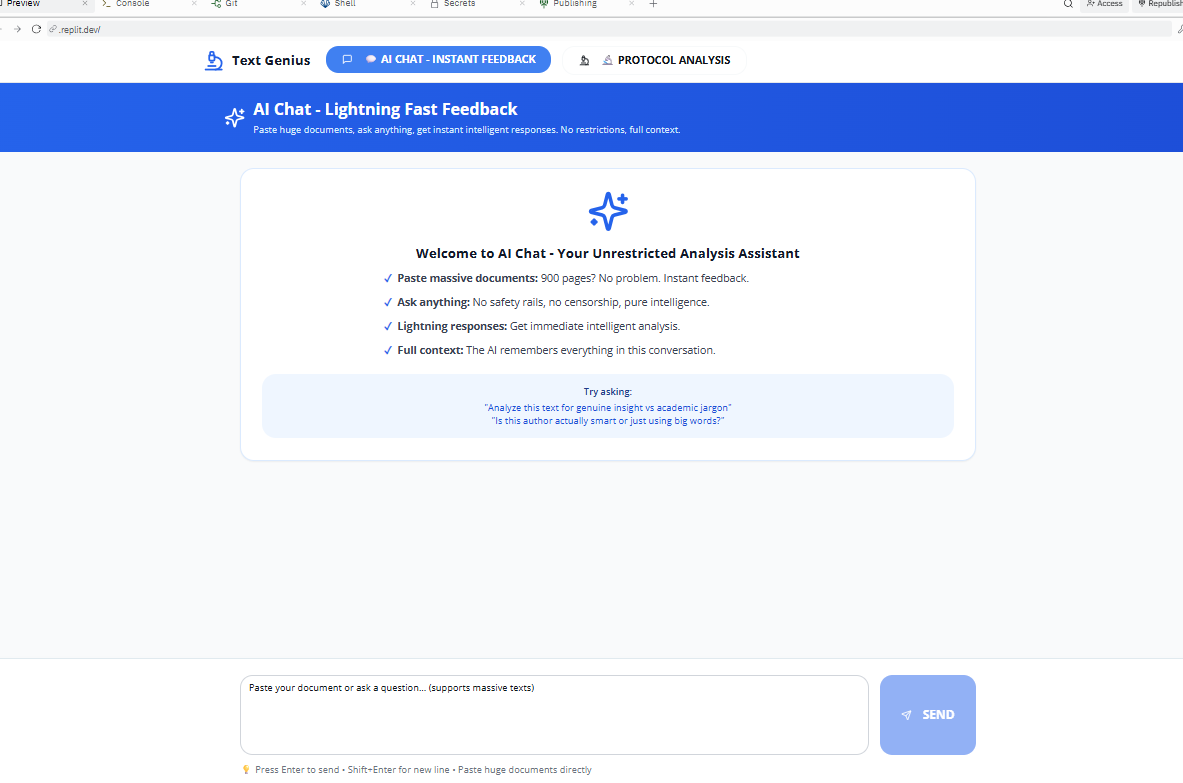 Preview
Console
Git
Shell
Secrets
Publishing
Access
Republish
.replit.dev/
Text Genius
AI CHAT - INSTANT FEEDBACK
PROTOCOL ANALYSIS
AI Chat - Lightning Fast Feedback
Paste huge documents, ask anything, get instant intelligent responses. No restrictions, full context.
Welcome to AI Chat - Your Unrestricted Analysis Assistant
✓ Paste massive documents: 900 pages? No problem. Instant feedback.
✓ Ask anything: No safety rails, no censorship, pure intelligence.
✓ Lightning responses: Get immediate intelligent analysis.
✓ Full context: The AI remembers everything in this conversation.
Try asking:
"Analyze this text for genuine insight vs academic jargon"
"Is this author actually smart or just using big words?"
Paste your document or ask a question... (supports massive texts)
SEND
💡 Press Enter to send • Shift+Enter for new line • Paste huge documents directly